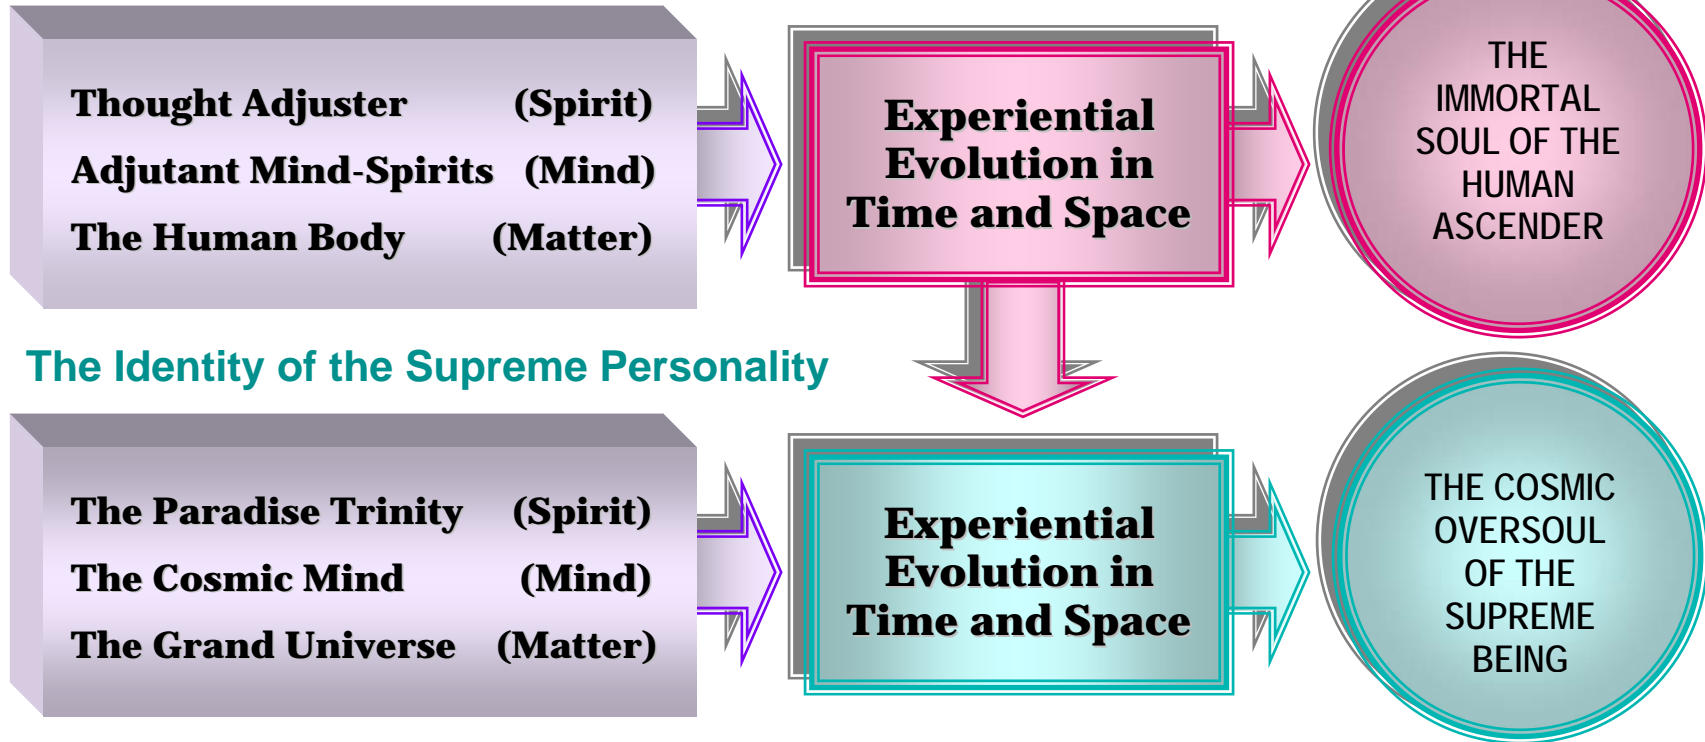 Thought Adjuster (Spirit)
Adjutant Mind-Spirits (Mind)
The Human Body (Matter)
Experiential
Evolution in
Time and Space
THE
IMMORTAL
SOUL OF THE
HUMAN
ASCENDER
The Identity of the Supreme Personality
The Paradise Trinity (Spirit)
The Cosmic Mind (Mind)
The Grand Universe (Matter)
Experiential
Evolution in
Time and Space
THE COSMIC
OVERSOUL
OF THE
SUPREME
BEING